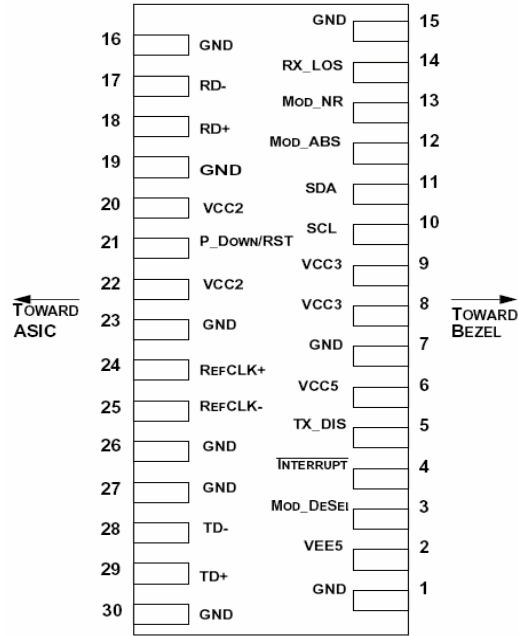 GND 15
16 GND
RX_LOS 14
17 RD-
MOD_NR 13
18 RD+
MOD_ABS 12
19 GND
SDA 11
20 VCC2
SCL 10
21 P_DOWN/RST
VCC3 9
22 VCC2
TOWARD ASIC
VCC3 8
TOWARD BEZEL
23 GND
GND 7
24 REFCLK+
VCC5 6
25 REFCLK-
TX_DIS 5
26 GND
INTERRUPT 4
27 GND
MOD_DESEL 3
28 TD-
VEE5 2
29 TD+
GND 1
30 GND